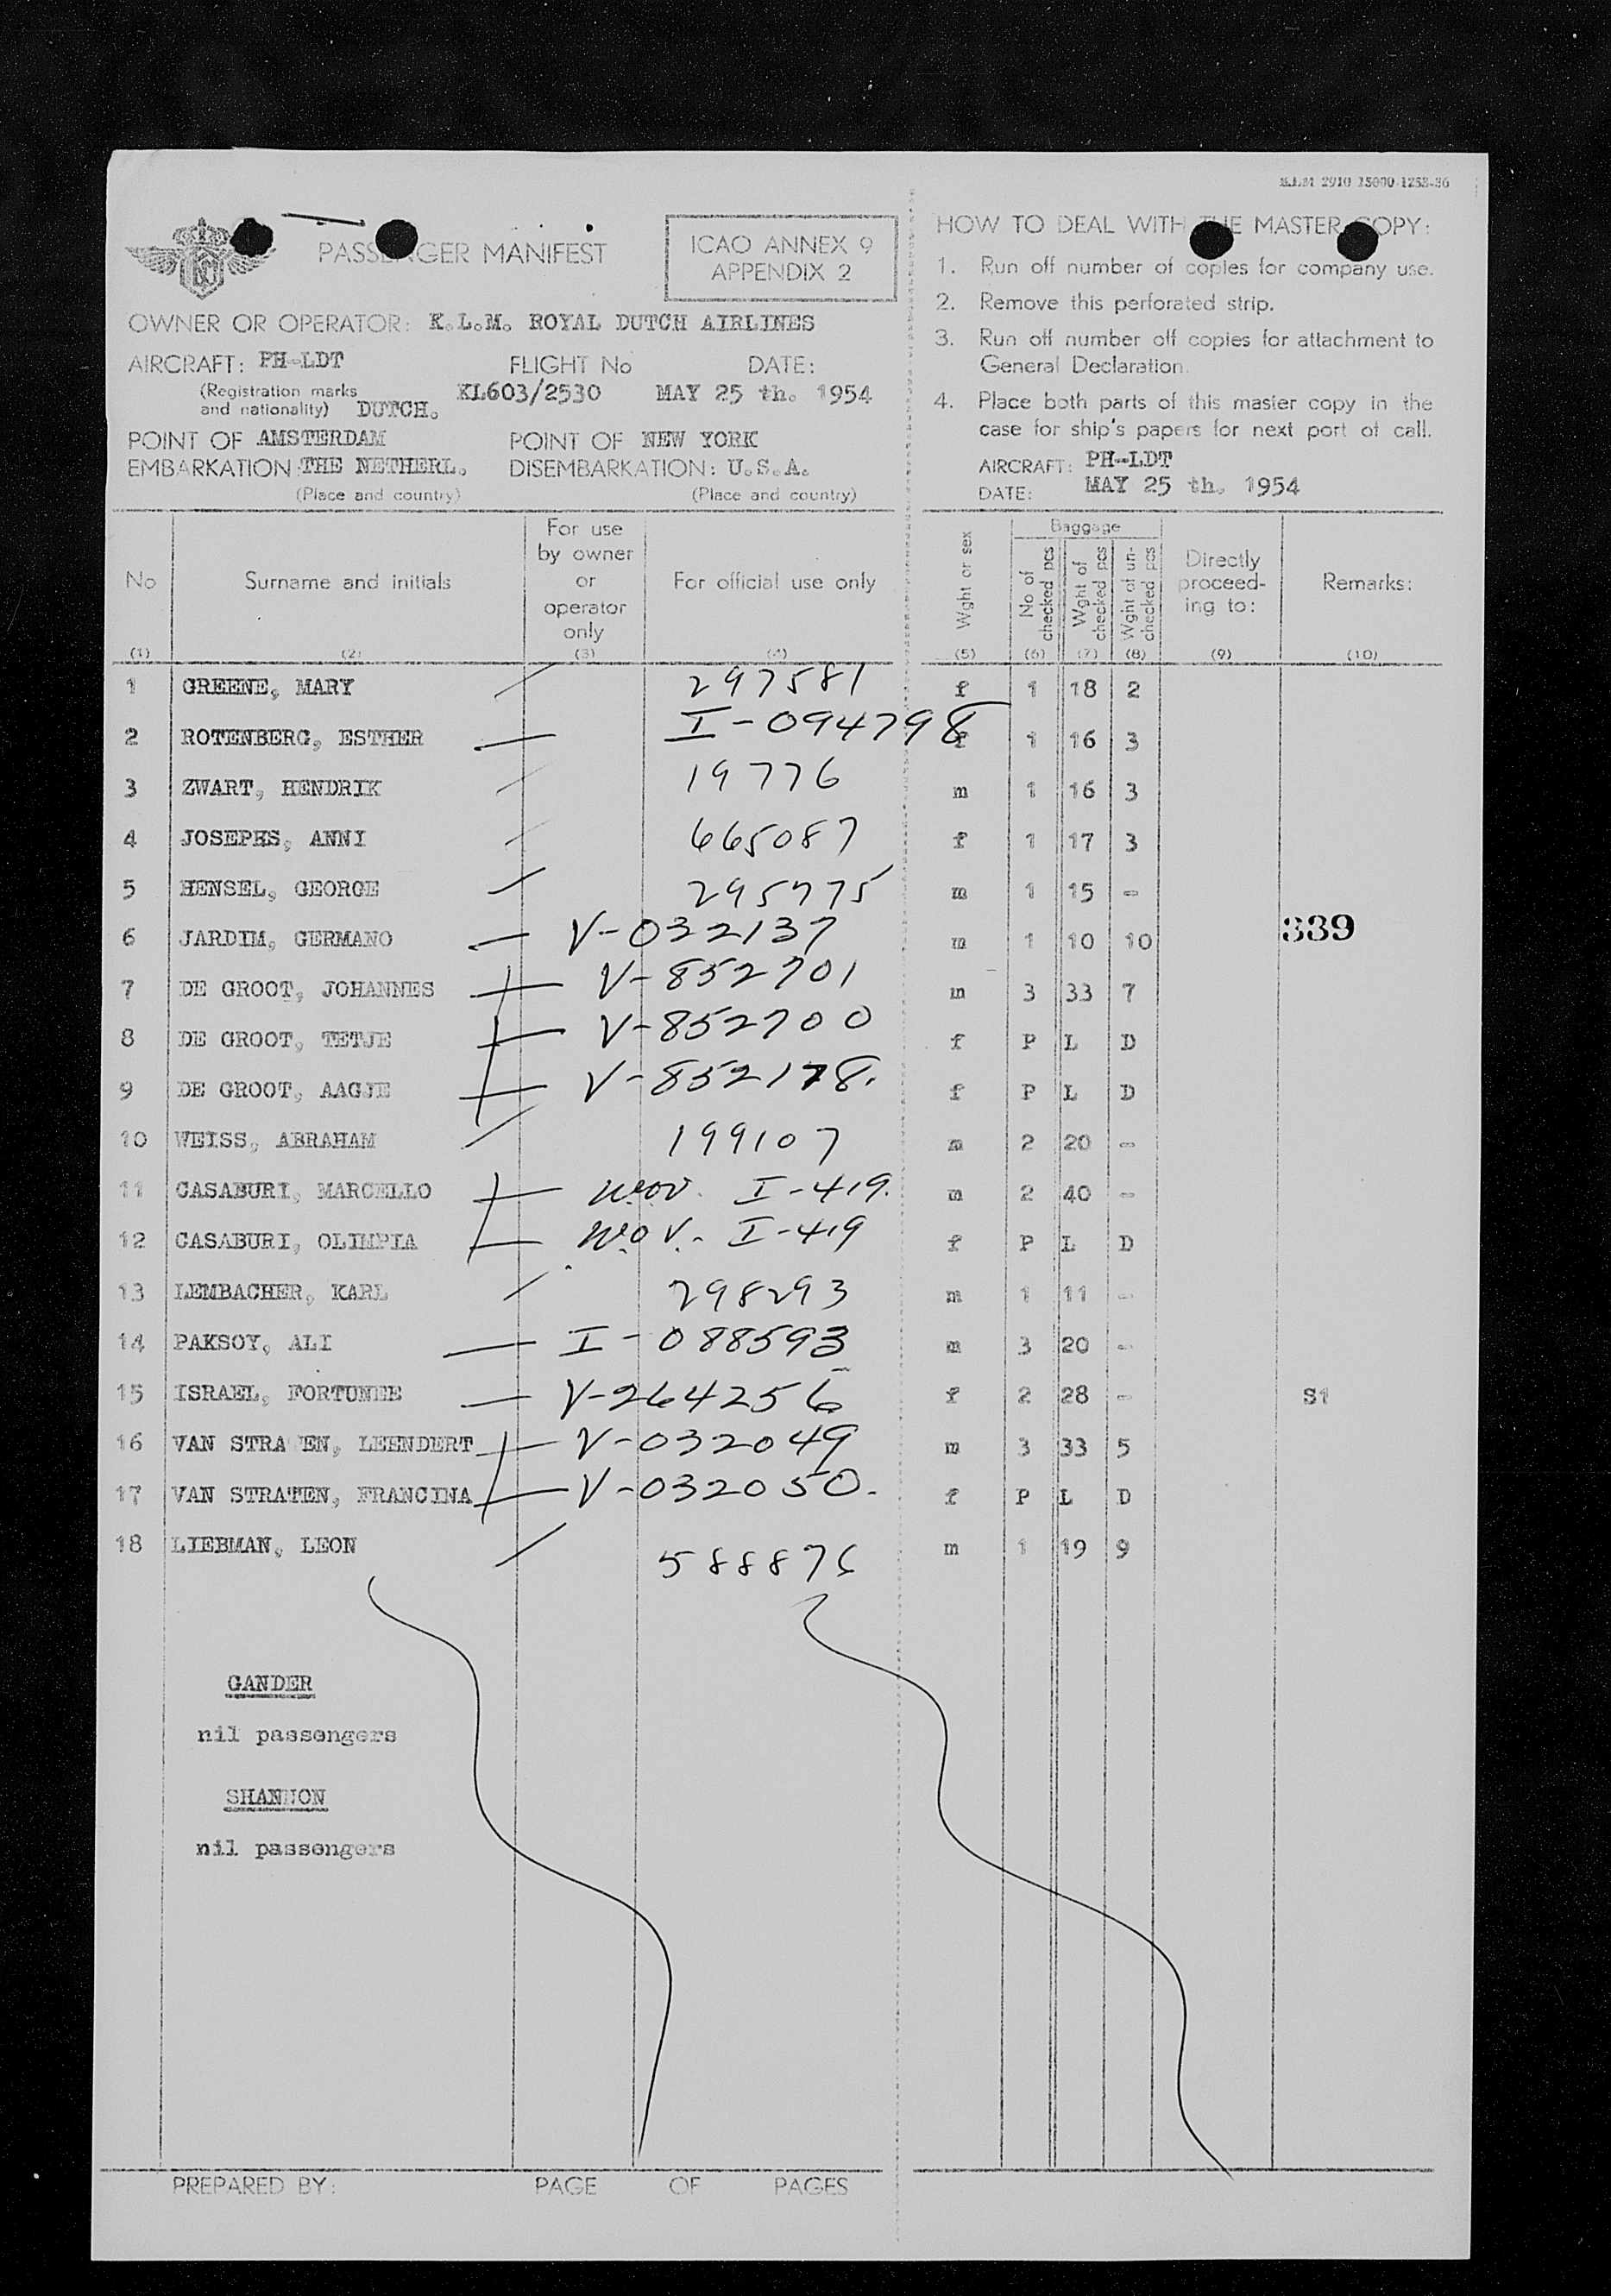 K.L.M 2910 15000-1253-36
PASSENGER MANIFEST
ICAO ANNEX 9
APPENDIX 2
OWNER OR OPERATOR: K.L.M. ROYAL DUTCH AIRLINES
AIRCRAFT: PH-LDT FLIGHT No DATE:
(Registration marks and nationality) DUTCH. KL603/2530 MAY 25 th. 1954
POINT OF AMSTERDAM POINT OF NEW YORK
EMBARKATION: THE NETHERL. DISEMBARKATION: U.S.A.
(Place and country) (Place and country)
HOW TO DEAL WITH THE MASTER COPY:
1. Run off number of copies for company use.
2. Remove this perforated strip.
3. Run off number off copies for attachment to
General Declaration.
4. Place both parts of this master copy in the
case for ship's papers for next port of call.
AIRCRAFT: PH-LDT
DATE: MAY 25 th. 1954
No Surname and initials For use by owner or operator only For official use only Wght or sex Baggage No of checked pcs Wght of checked pcs Wght of un-checked pcs Directly proceed-ing to: Remarks:
(1) (2) (3) (4) (5) (6) (7) (8) (9) (10)
1 GREENE, MARY 297581 f 1 18 2
2 ROTENBERG, ESTHER I-094798 f 1 16 3
3 ZWART, HENDRIK 19776 m 1 16 3
4 JOSEPHS, ANNI 665087 f 1 17 3
5 HENSEL, GEORGE 295775 m 1 15 -
6 JARDIM, GERMANO V-032137 m 1 10 10 339
7 DE GROOT, JOHANNES V-852701 m 3 33 7
8 DE GROOT, TETJE V-852700 f P L D
9 DE GROOT, AAGJE V-852178. f P L D
10 WEISS, ABRAHAM 199107 m 2 20 -
11 CASABURI, MARCELLO W.O.V. I-419. m 2 40 -
12 CASABURI, OLIMPIA W.O.V. I-419 f P L D
13 LEMBACHER, KARL 298293 m 1 11 -
14 PAKSOY, ALI I-088593 m 3 20 -
15 ISRAEL, FORTUNEE V-264256 f 2 28 - S1
16 VAN STRA EN, LEENDERT V-032049 m 3 33 5
17 VAN STRATEN, FRANCINA V-032050. f P L D
18 LIEBMAN, LEON 588876 m 1 19 9
GANDER
nil passengers
SHANNON
nil passengers
PREPARED BY: PAGE OF PAGES